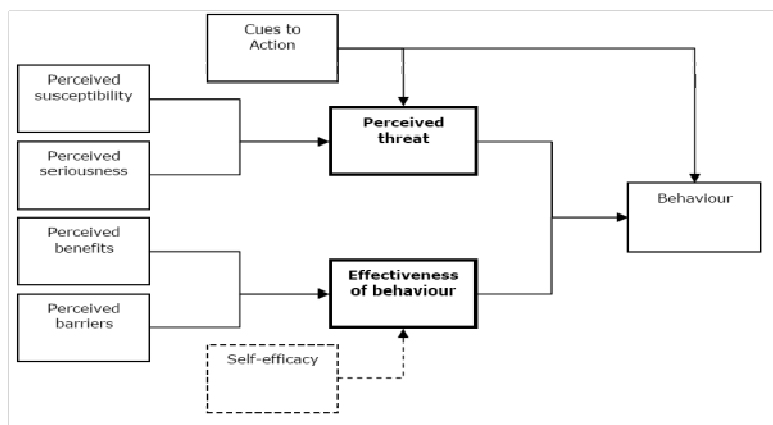 Cues to
Action
Perceived
susceptibility
Perceived
threat
Perceived
seriousness
Behaviour
Perceived
benefits
Effectiveness
of behaviour
Perceived
barriers
Self-efficacy